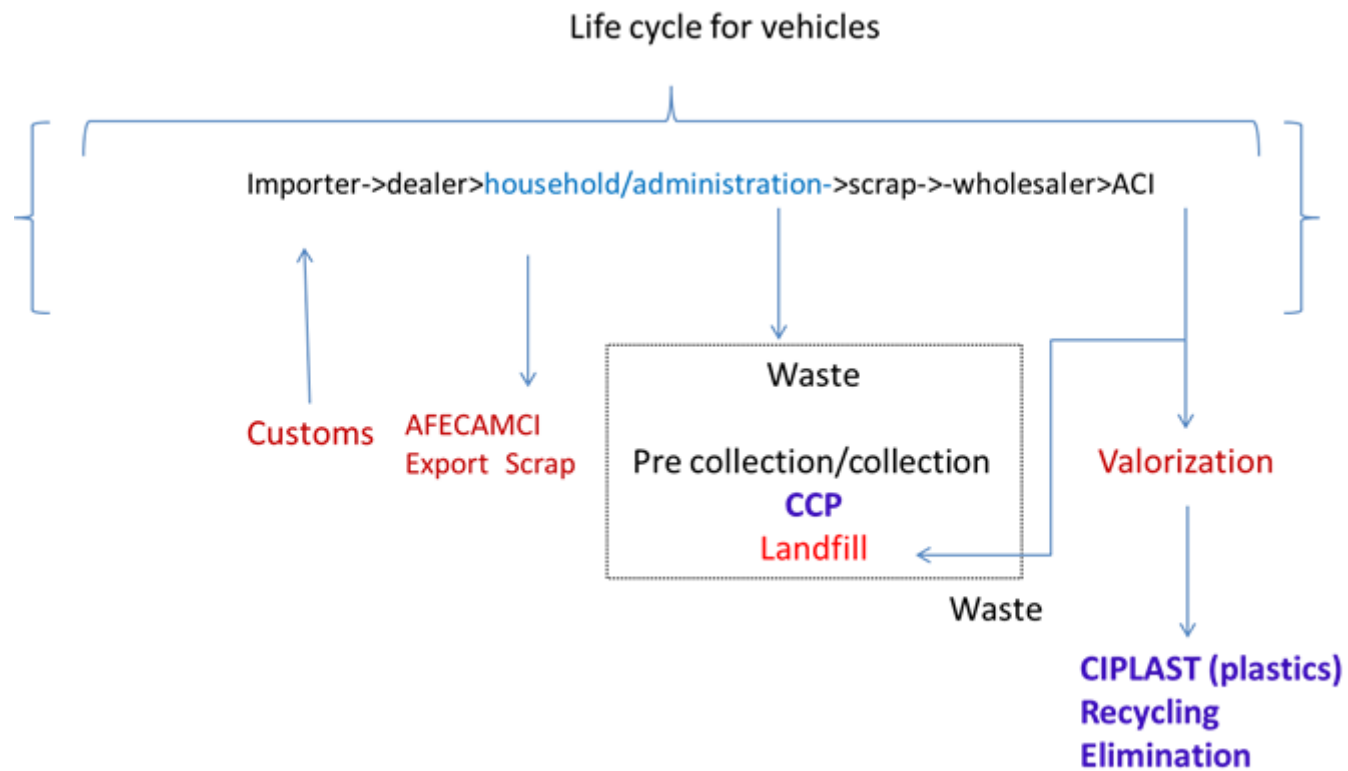 Life cycle for vehicles
Importer->dealer>household/administration->scrap->-wholesaler>ACI
Customs
AFECAMCI
Export Scrap
Waste
Pre collection/collection
CCP
Landfill
Waste
Valorization
CIPLAST (plastics)
Recycling
Elimination